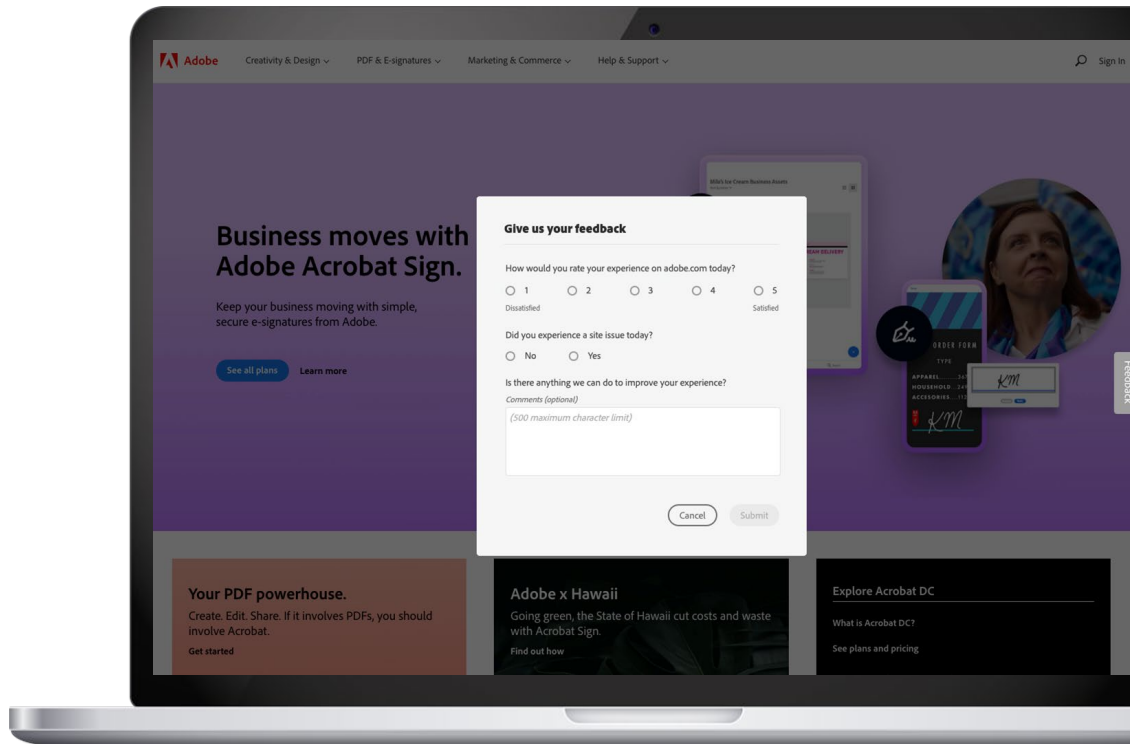 Adobe
Creativity & Design
PDF & E-signatures
Marketing & Commerce
Help & Support
Sign In
Business moves with
Adobe Acrobat Sign.
Keep your business moving with simple,
secure e-signatures from Adobe.
See all plans
Learn more
Give us your feedback
How would you rate your experience on adobe.com today?
1 2 3 4 5
Dissatisfied Satisfied
Did you experience a site issue today?
No Yes
Is there anything we can do to improve your experience?
Comments (optional)
(500 maximum character limit)
Cancel Submit
ORDER FORM
TYPE
APPAREL
HOUSEHOLD
ACCESORIES
KM
KM
Feedback
Your PDF powerhouse.
Create. Edit. Share. If it involves PDFs, you should
involve Acrobat.
Get started
Adobe x Hawaii
Going green, the State of Hawaii cut costs and waste
with Acrobat Sign.
Find out how
Explore Acrobat DC
What is Acrobat DC?
See plans and pricing